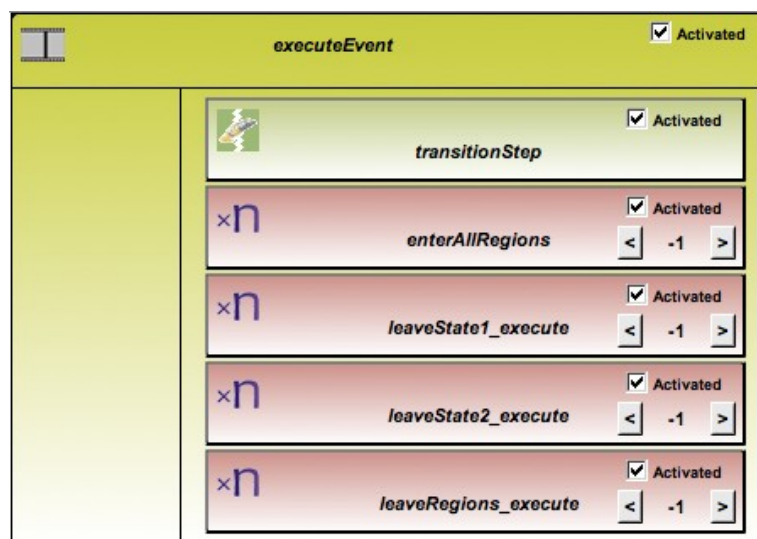 executeEvent Activated
Activated
transitionStep
×n Activated
enterAllRegions < -1 >
×n Activated
leaveState1_execute < -1 >
×n Activated
leaveState2_execute < -1 >
×n Activated
leaveRegions_execute < -1 >